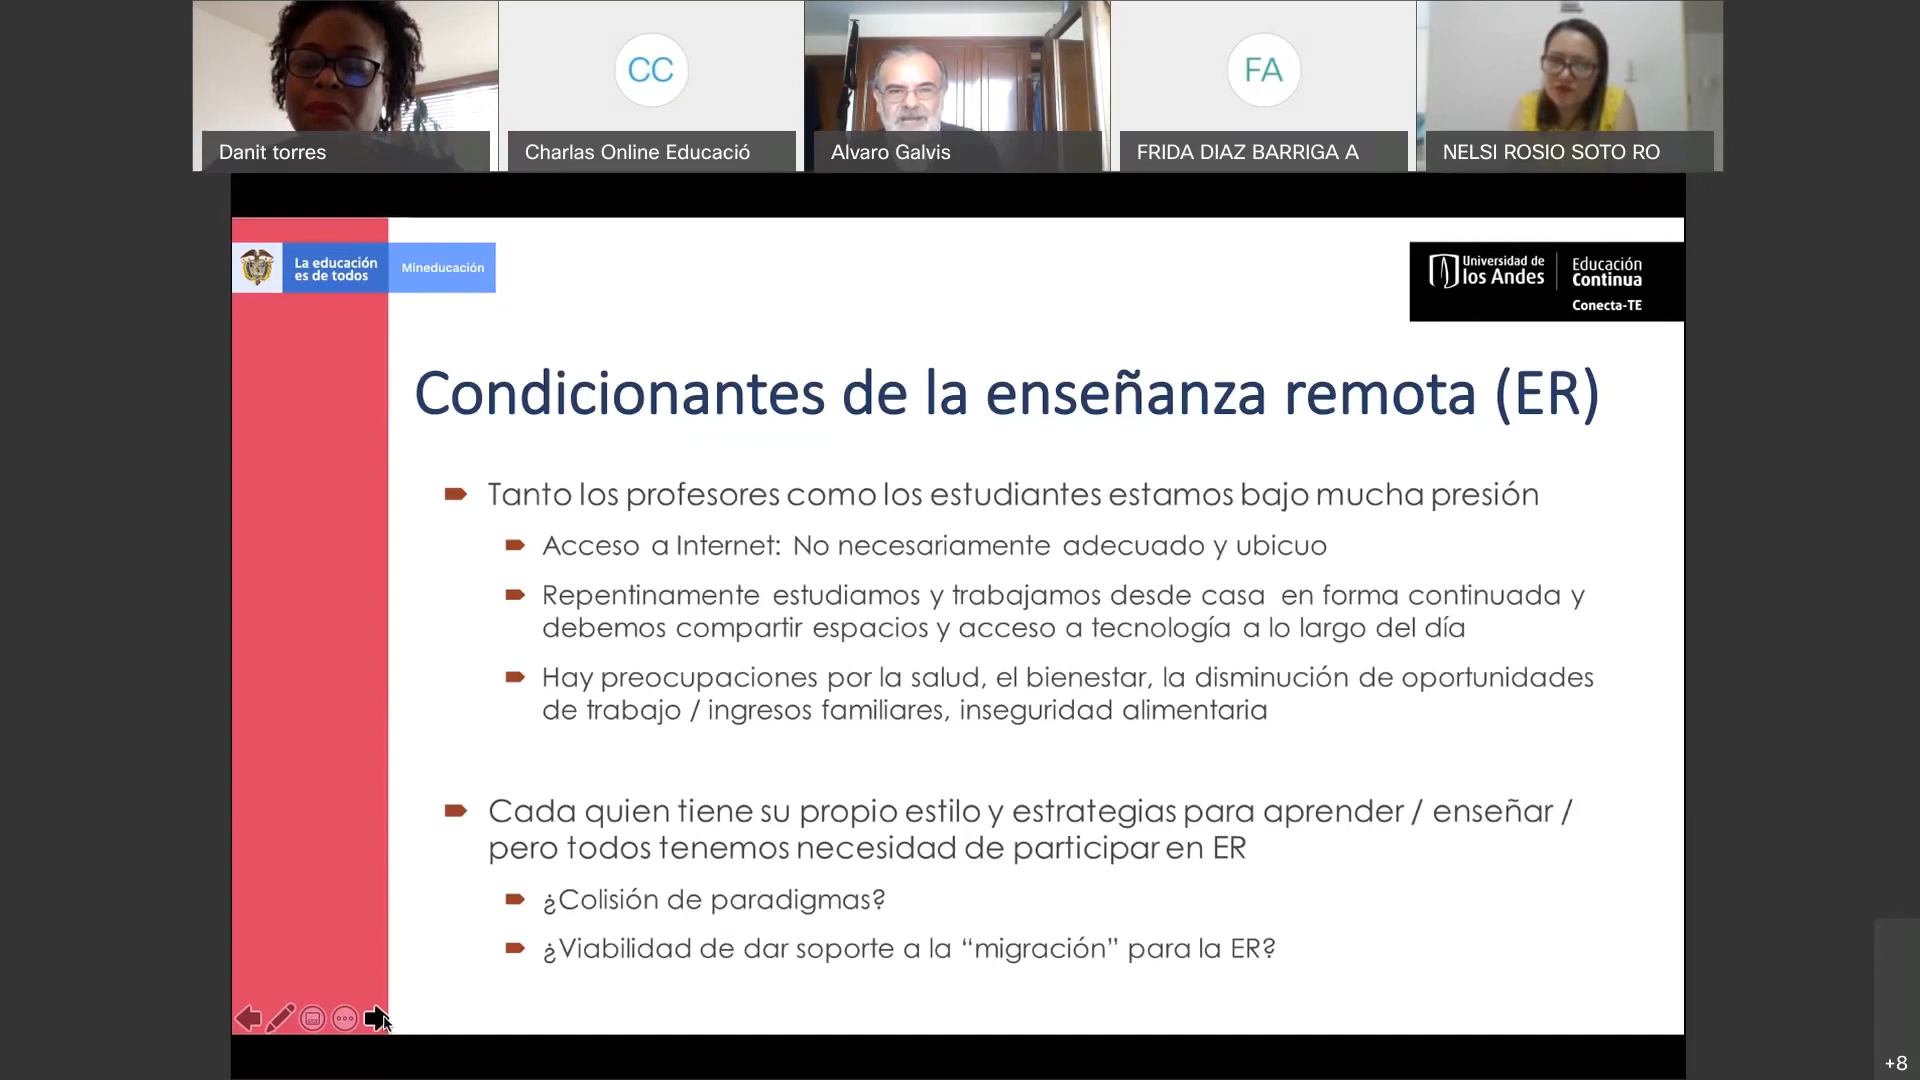 Danit torres
CC
Charlas Online Educació
Alvaro Galvis
FA
FRIDA DIAZ BARRIGA A
NELSI ROSIO SOTO RO
La educación
es de todos
Mineducación
Universidad de
los Andes
Educación
Continua
Conecta-TE
Condicionantes de la enseñanza remota (ER)
Tanto los profesores como los estudiantes estamos bajo mucha presión
Acceso a Internet: No necesariamente adecuado y ubicuo
Repentinamente estudiamos y trabajamos desde casa en forma continuada y
debemos compartir espacios y acceso a tecnología a lo largo del día
Hay preocupaciones por la salud, el bienestar, la disminución de oportunidades
de trabajo / ingresos familiares, inseguridad alimentaria
Cada quien tiene su propio estilo y estrategias para aprender / enseñar /
pero todos tenemos necesidad de participar en ER
¿Colisión de paradigmas?
¿Viabilidad de dar soporte a la “migración” para la ER?
+8